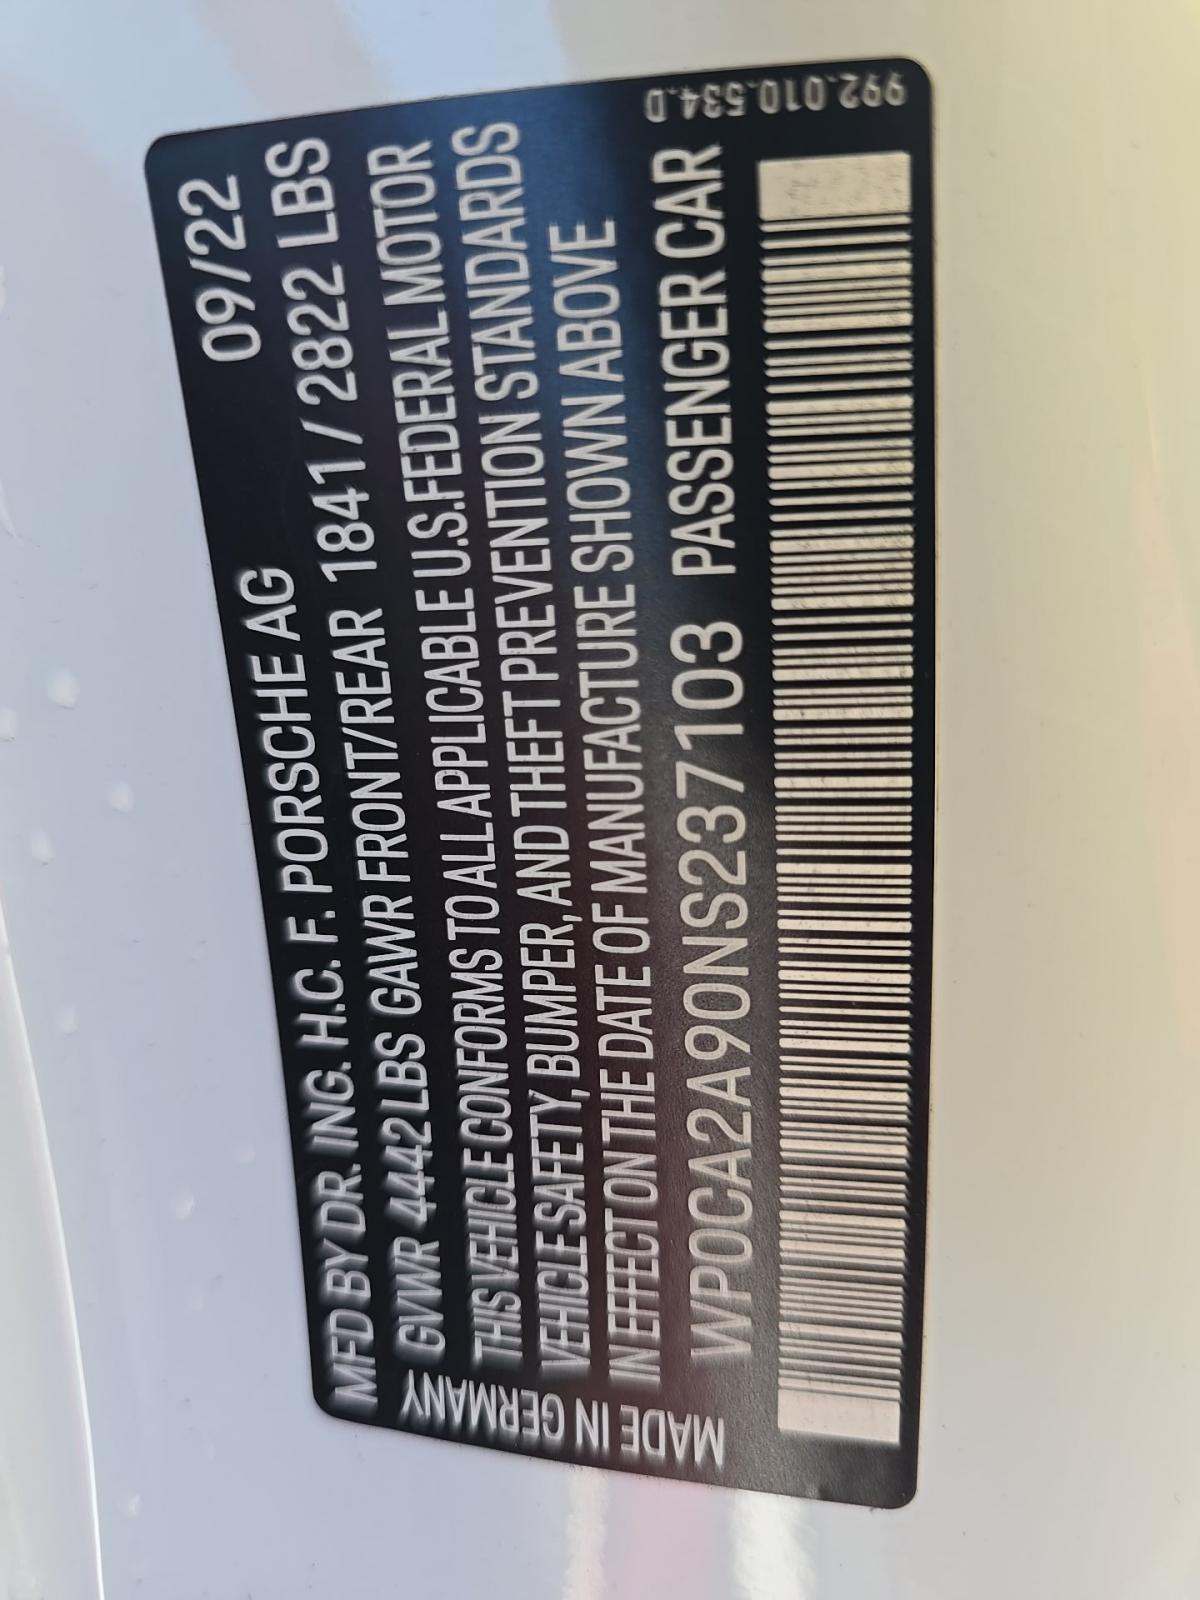 MFD BY DR. ING. H.C. F. PORSCHE AG 09/22
GVWR 4442 LBS GAWR FRONT/REAR 1841 / 2822 LBS
THIS VEHICLE CONFORMS TO ALL APPLICABLE U.S.FEDERAL MOTOR
VEHICLE SAFETY, BUMPER, AND THEFT PREVENTION STANDARDS
IN EFFECT ON THE DATE OF MANUFACTURE SHOWN ABOVE
WP0CA2A90NS237103 PASSENGER CAR
MADE IN GERMANY
992.010.534.D